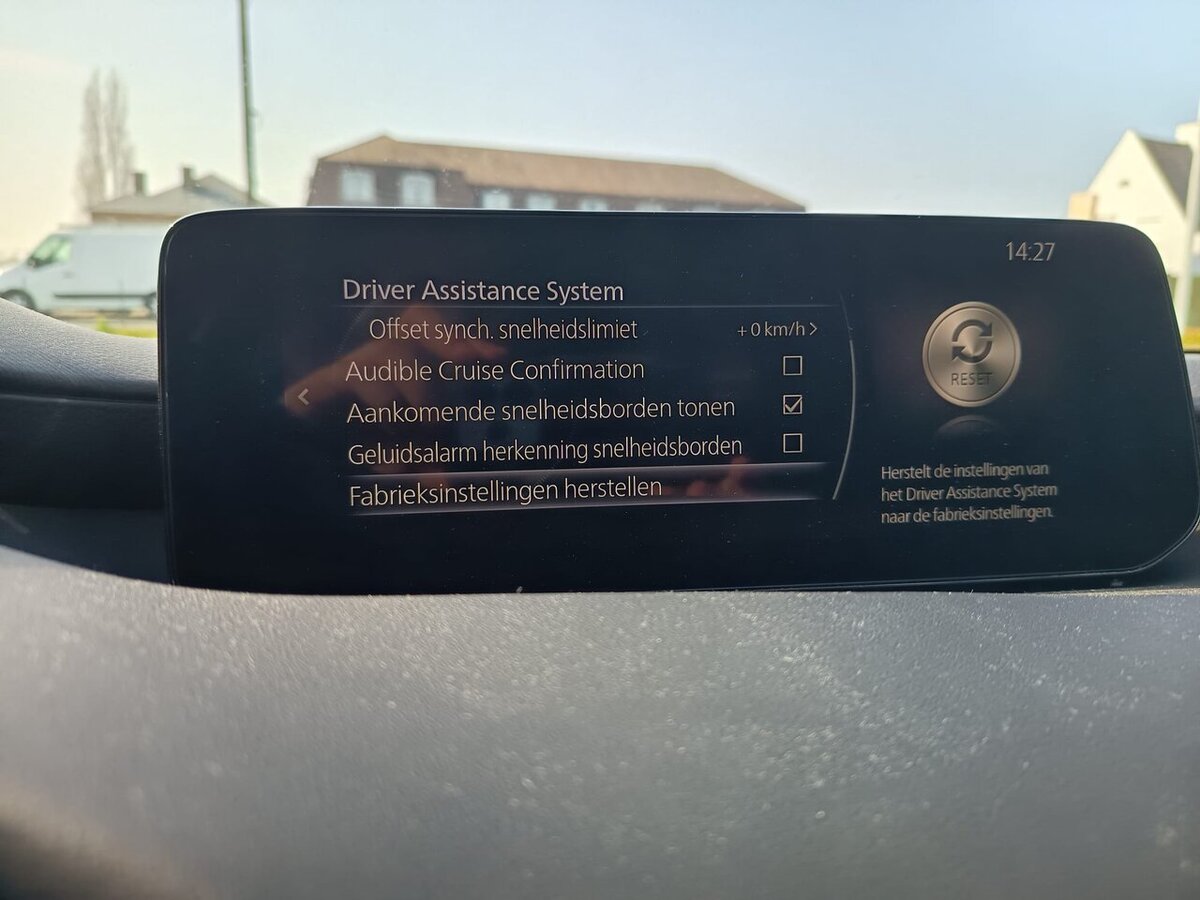 14:27
Driver Assistance System
Offset synch. snelheidslimiet +0 km/h >
Audible Cruise Confirmation
Aankomende snelheidsborden tonen
Geluidsalarm herkenning snelheidsborden
Fabrieksinstellingen herstellen
RESET
Herstelt de instellingen van
het Driver Assistance System
naar de fabrieksinstellingen.